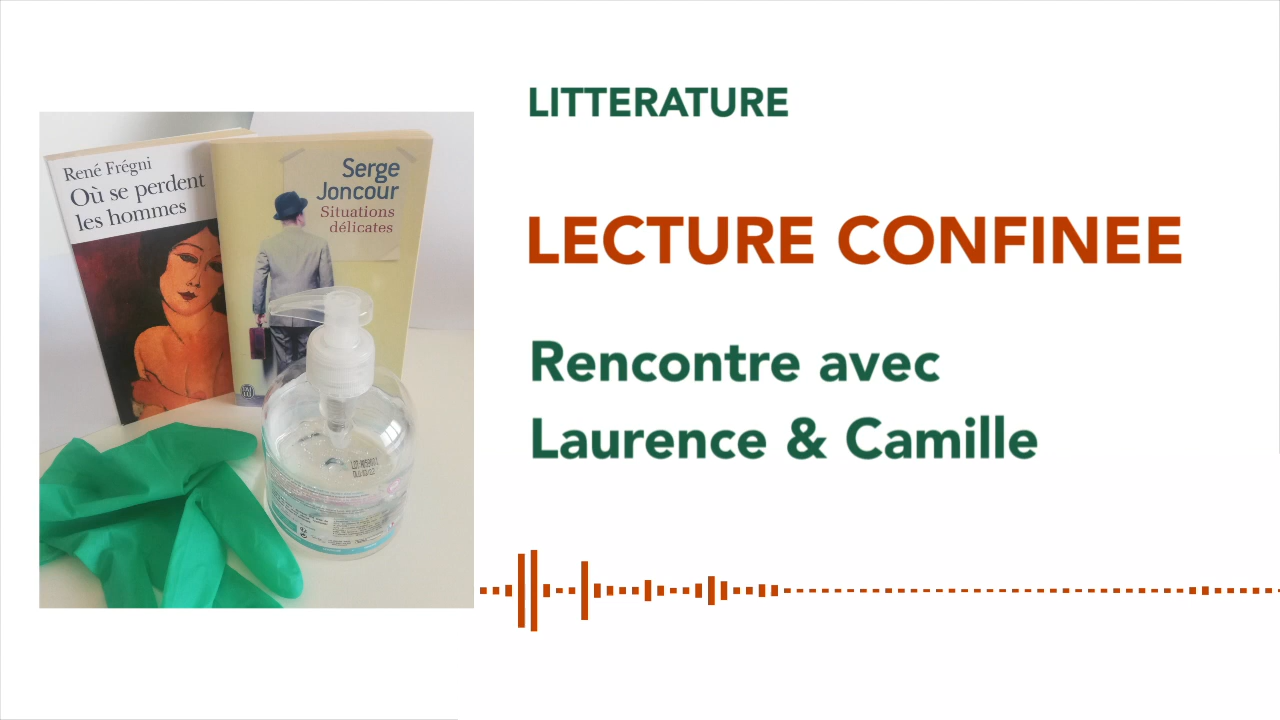 LITTERATURE
LECTURE CONFINEE
Rencontre avec
Laurence & Camille
René Frégni
Où se perdent
les hommes
Serge
Joncour
Situations
délicates